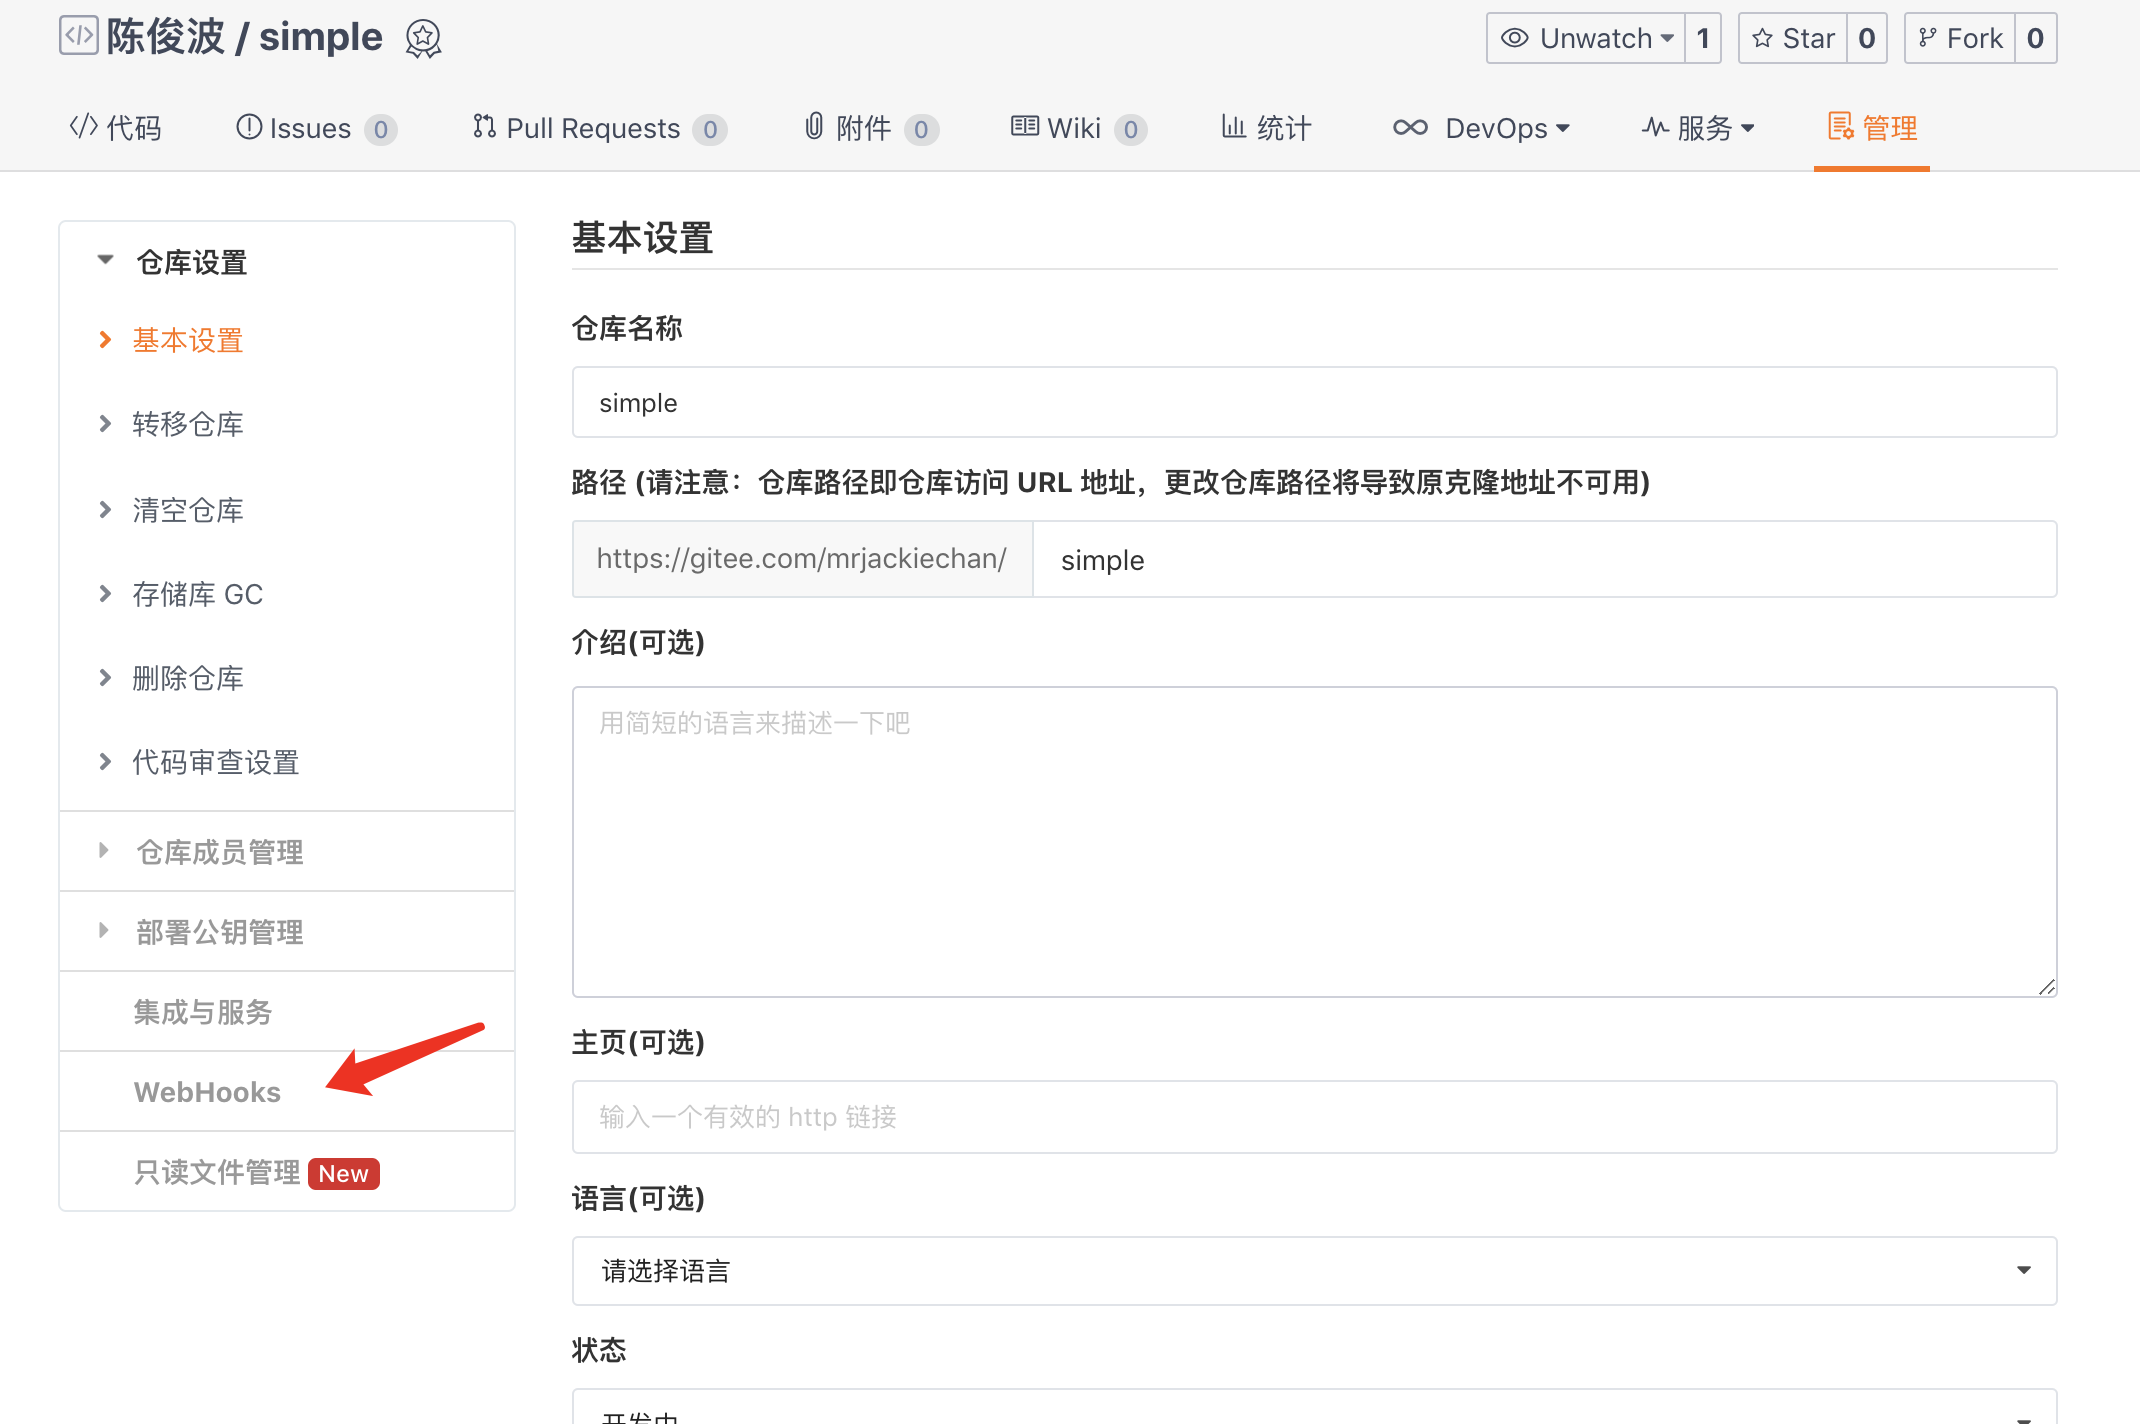 陈俊波 / simple
Unwatch 1
Star 0
Fork 0
代码
Issues 0
Pull Requests 0
附件 0
Wiki 0
统计
DevOps
服务
管理
仓库设置
基本设置
转移仓库
清空仓库
存储库 GC
删除仓库
代码审查设置
仓库成员管理
部署公钥管理
集成与服务
WebHooks
只读文件管理 New
基本设置
仓库名称
simple
路径 (请注意：仓库路径即仓库访问 URL 地址，更改仓库路径将导致原克隆地址不可用)
https://gitee.com/mrjackiechan/ simple
介绍(可选)
用简短的语言来描述一下吧
主页(可选)
输入一个有效的 http 链接
语言(可选)
请选择语言
状态
开发中